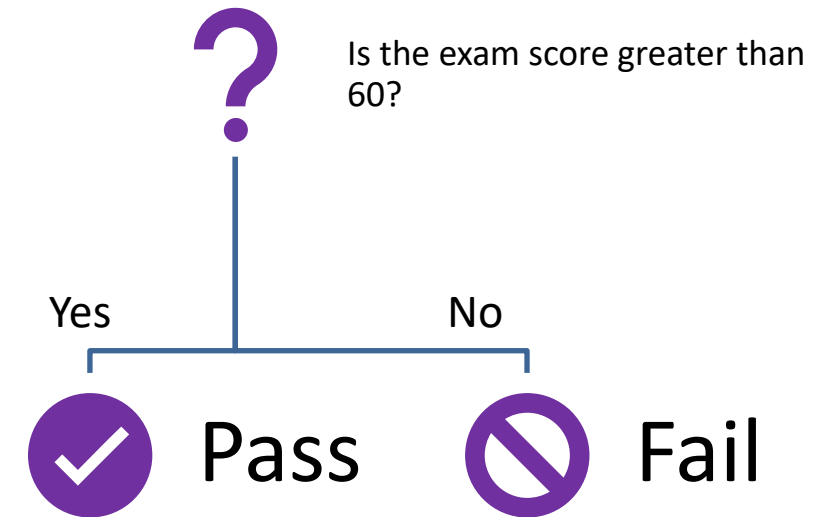 Is the exam score greater than
60?
Yes
No
Pass
Fail